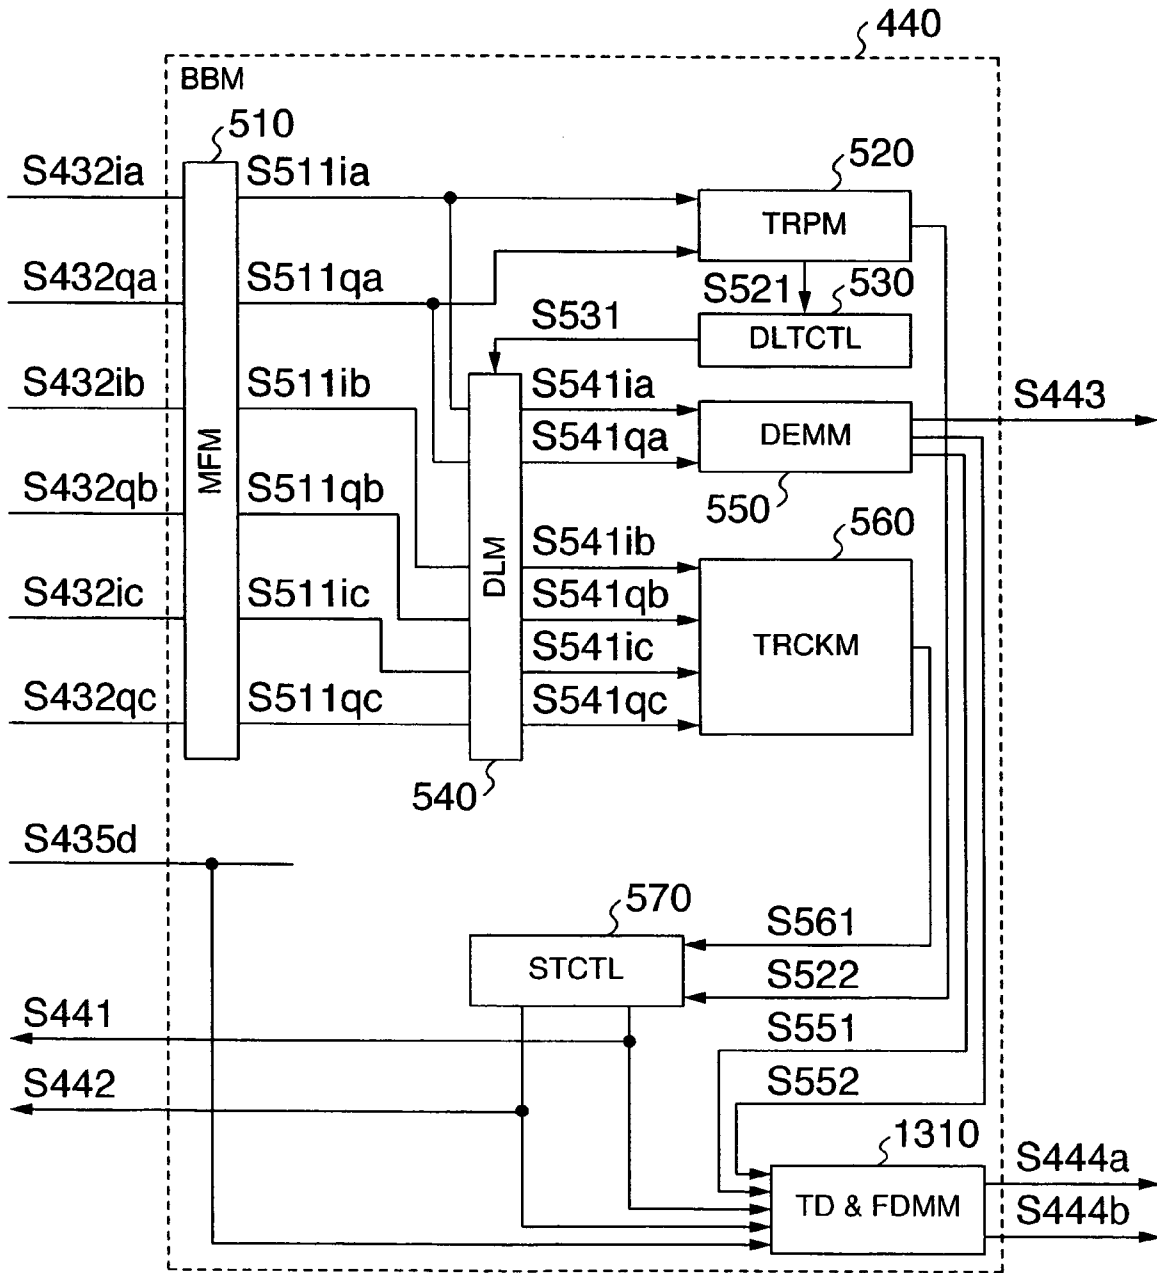 440
BBM
510
S432ia
S511ia
520
TRPM
S432qa
S511qa
S521
530
S531
DLTCTL
S432ib
S511ib
S541ia
S443
S541qa
DEMM
MFM
S432qb
S511qb
550
560
DLM
S541ib
S432ic
S511ic
S541qb
S541ic
TRCKM
S432qc
S511qc
S541qc
540
S435d
570
S561
STCTL
S522
S441
S551
S442
S552
1310
S444a
TD & FDMM
S444b